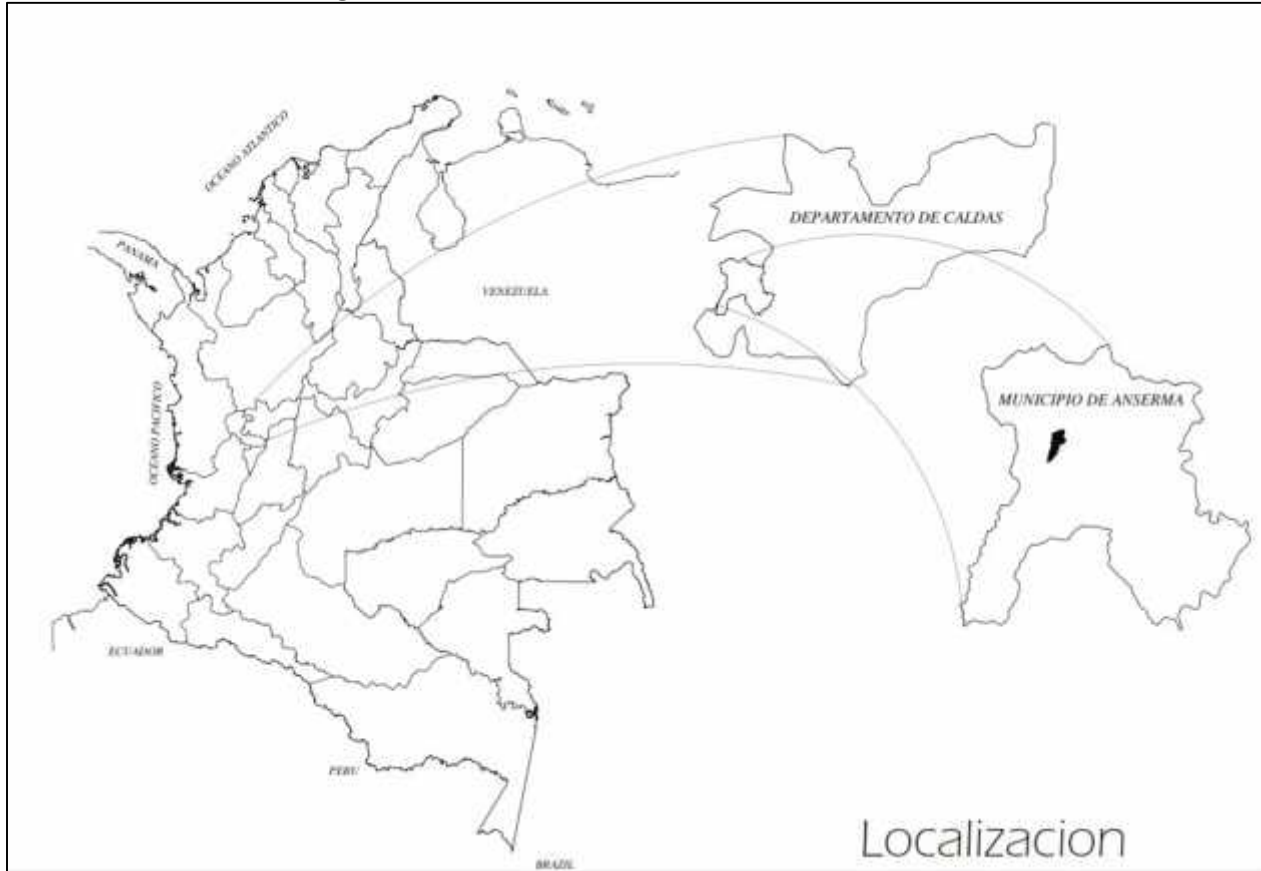 OCEANO ATLANTICO
DEPARTAMENTO DE CALDAS
PANAMA
VENEZUELA
MUNICIPIO DE ANSERMA
OCEANO PACIFICO
ECUADOR
PERU
BRAZIL
Localizacion